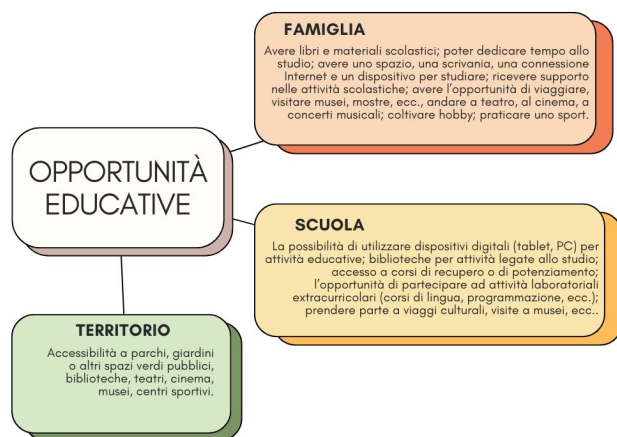 FAMIGLIA
Avere libri e materiali scolastici; poter dedicare tempo allo
studio; avere uno spazio, una scrivania, una connessione
Internet e un dispositivo per studiare; ricevere supporto
nelle attività scolastiche; avere l'opportunità di viaggiare,
visitare musei, mostre, ecc., andare a teatro, al cinema, a
concerti musicali; coltivare hobby; praticare uno sport.
OPPORTUNITÀ
EDUCATIVE
SCUOLA
La possibilità di utilizzare dispositivi digitali (tablet, PC) per
attività educative; biblioteche per attività legate allo studio;
accesso a corsi di recupero o di potenziamento;
l'opportunità di partecipare ad attività laboratoriali
extracurricolari (corsi di lingua, programmazione, ecc.);
prendere parte a viaggi culturali, visite a musei, ecc..
TERRITORIO
Accessibilità a parchi, giardini
o altri spazi verdi pubblici,
biblioteche, teatri, cinema,
musei, centri sportivi.